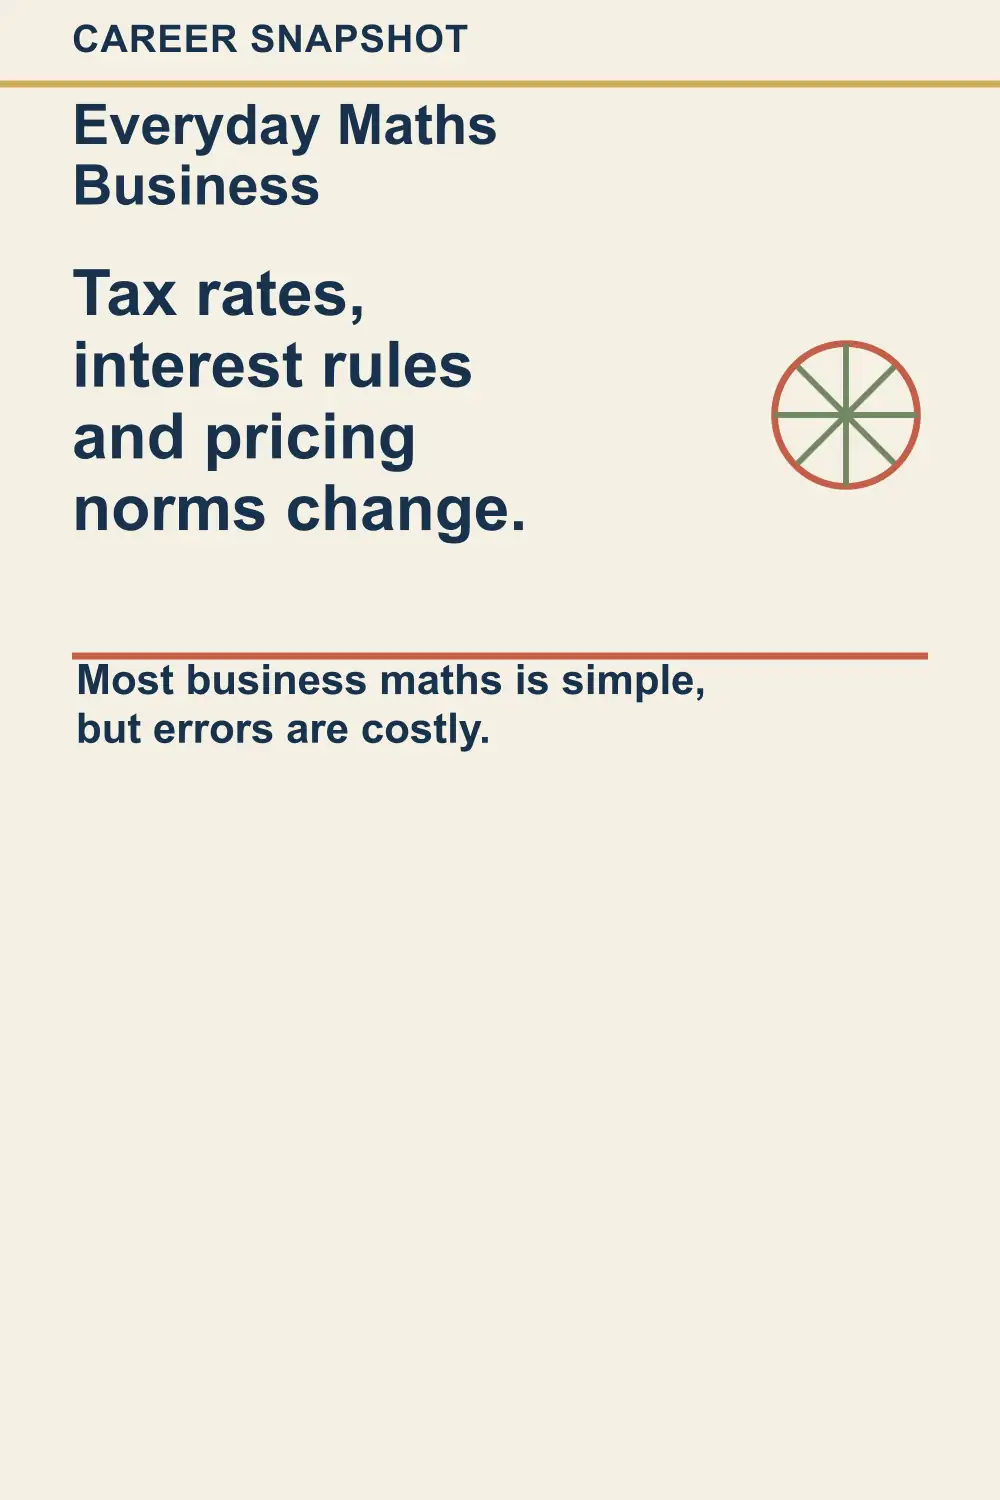 CAREER SNAPSHOT
Everyday Maths
Business
Tax rates,
interest rules
and pricing
norms change.
Most business maths is simple,
but errors are costly.